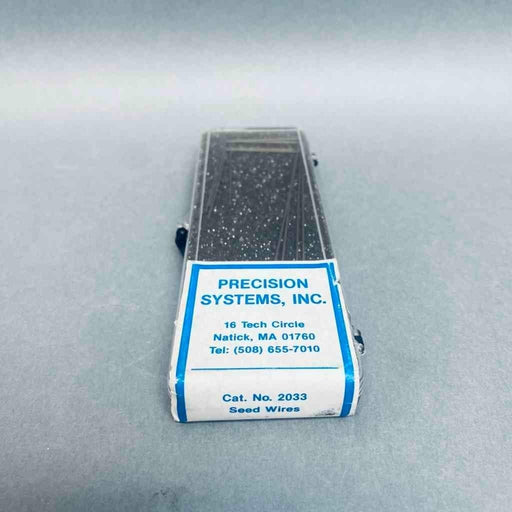 PRECISION
SYSTEMS, INC.
16 Tech Circle
Natick, MA 01760
Tel: (508) 655-7010
Cat. No. 2033
Seed Wires